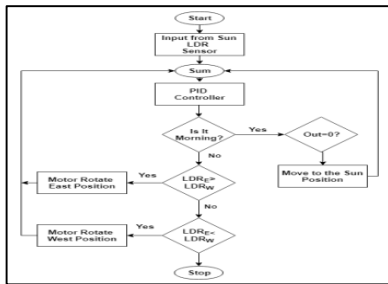 Start
Input from Sun
LDR
Sensor
Sum
PID
Controller
Is It
Morning?
Yes
Out=0?
No
Move to the Sun
Position
LDRE>
LDRW
Yes
Motor Rotate
East Position
No
LDRE<
LDRW
Yes
Motor Rotate
West Position
Stop